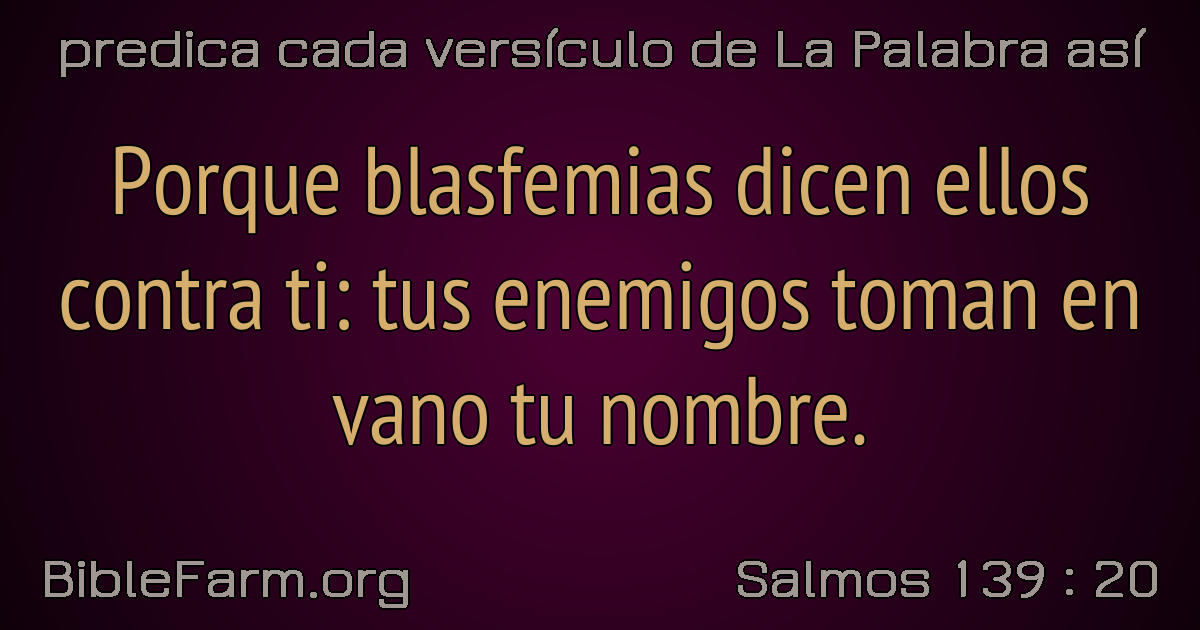 predica cada versículo de La Palabra así
Porque blasfemias dicen ellos
contra ti: tus enemigos toman en
vano tu nombre.
BibleFarm.org
Salmos 139 : 20